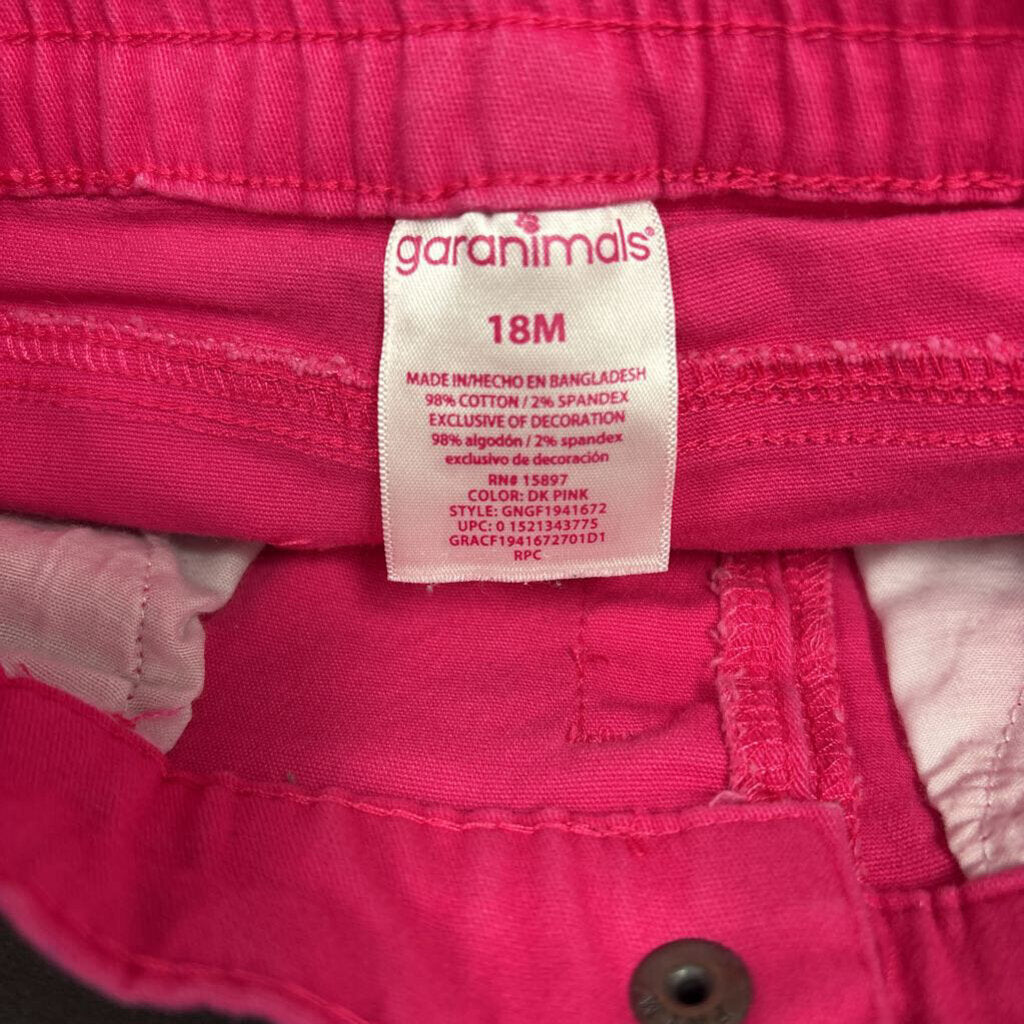 garanimals®
18M
MADE IN/HECHO EN BANGLADESH
98% COTTON / 2% SPANDEX
EXCLUSIVE OF DECORATION
98% algodón / 2% spandex
exclusivo de decoración
RN# 15897
COLOR: DK PINK
STYLE: GNGF1941672
UPC: 0 1521343775
GRACF1941672701D1
RPC